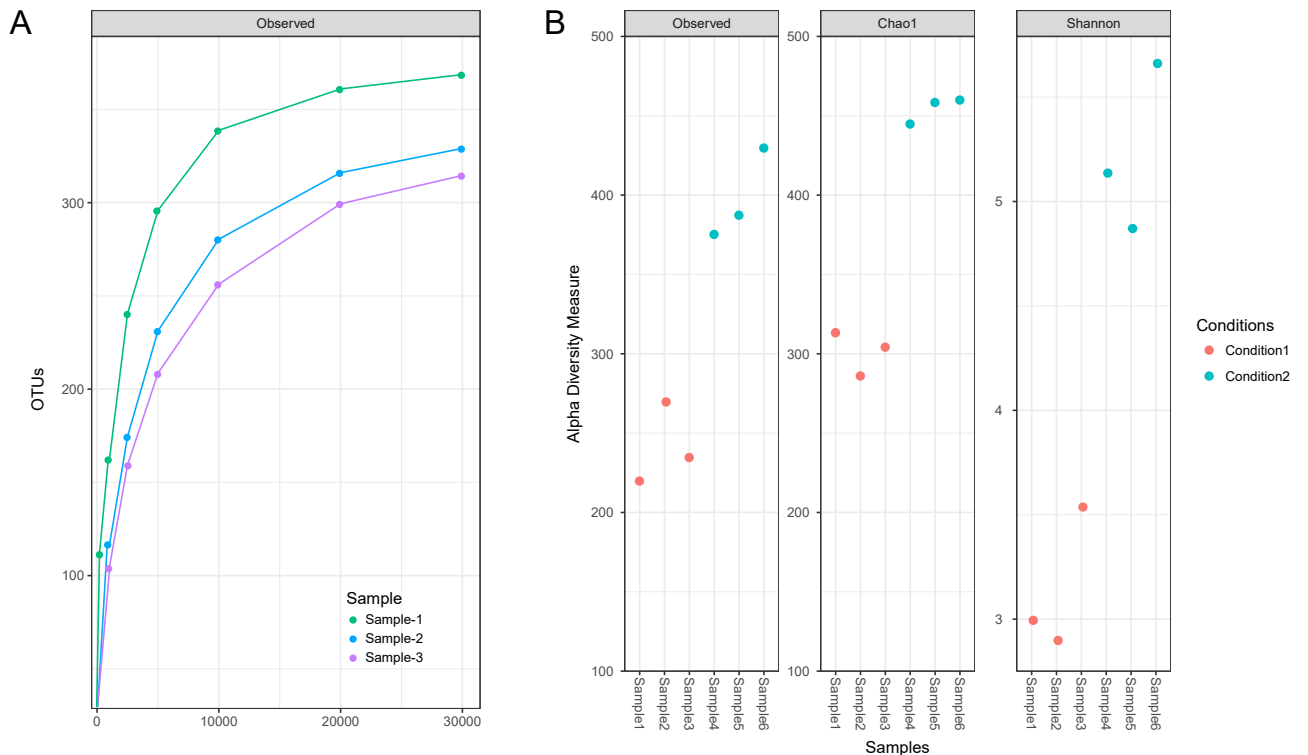 A
Observed
OTUs
300
200
100
0
10000
20000
30000
Sample
Sample-1
Sample-2
Sample-3
B
Observed
Chao1
Shannon
Alpha Diversity Measure
500
400
300
200
100
500
400
300
200
100
5
4
3
Sample1
Sample2
Sample3
Sample4
Sample5
Sample6
Sample1
Sample2
Sample3
Sample4
Sample5
Sample6
Sample1
Sample2
Sample3
Sample4
Sample5
Sample6
Samples
Conditions
Condition1
Condition2